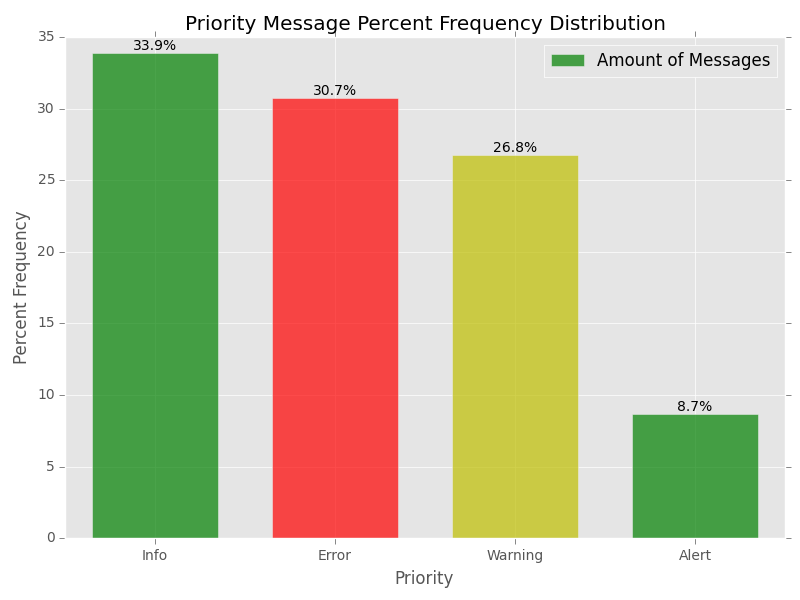 Priority Message Percent Frequency Distribution
Amount of Messages
33.9%
30.7%
26.8%
8.7%
Percent Frequency
35
30
25
20
15
10
5
0
Info Error Warning Alert
Priority